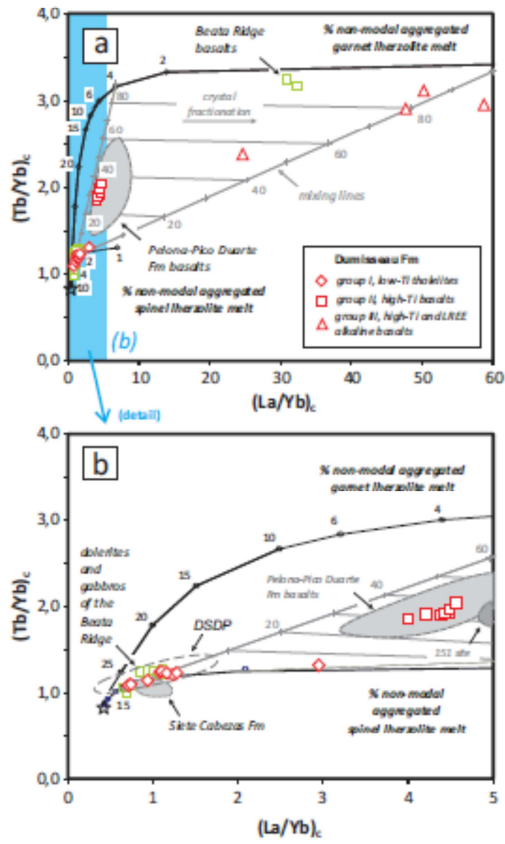 a
Beata Ridge
basalts
% non-modal aggregated
garnet lherzolite melt
4,0
3,0
2,0
1,0
0,0
(Tb/Yb)c
2
4
6
10
15
20
80
60
40
20
crystal
fractionation
80
60
40
20
mixing lines
Pelona-Pico Duarte
Fm basalts
1
2
4
10
% non-modal aggregated
spinel lherzolite melt
Dumisseau Fm
group I, low-Ti tholeiites
group II, high-Ti basalts
group III, high-Ti and LREE
alkaline basalts
(b)
0
10
20
30
40
50
60
(La/Yb)c
(detail)
b
% non-modal aggregated
garnet lherzolite melt
4,0
3,0
2,0
1,0
0,0
(Tb/Yb)c
4
6
10
15
20
25
dolerites
and
gabbros
of the
Beata
Ridge
DSDP
Pelona-Pico Duarte
Fm basalts
60
40
20
151 site
2
15
Siete Cabezas Fm
% non-modal
aggregated
spinel lherzolite melt
0
1
2
3
4
5
(La/Yb)c